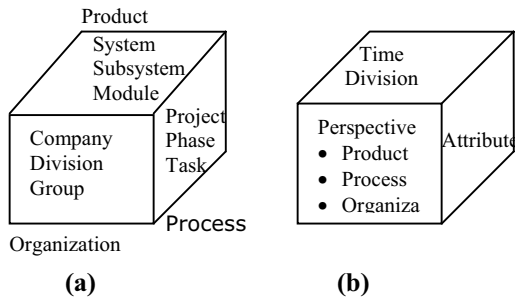 Product
System
Subsystem
Module
Project
Phase
Task
Company
Division
Group
Process
Organization
(a)
Time
Division
Perspective
• Product
• Process
• Organiza
Attribute
(b)